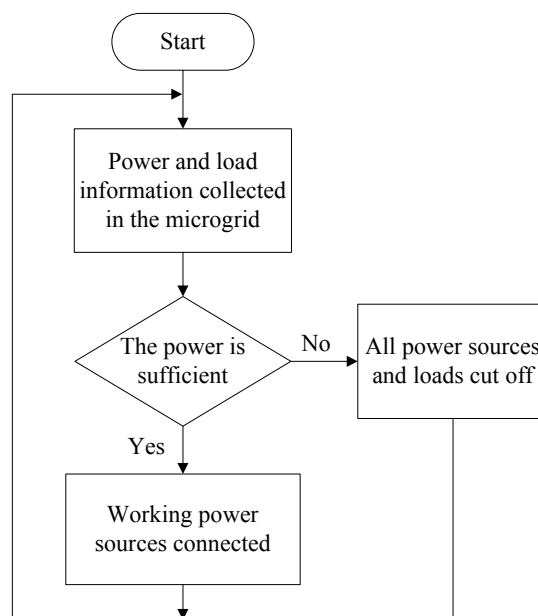 Start
Power and load
information collected
in the microgrid
The power is
sufficient
No
All power sources
and loads cut off
Yes
Working power
sources connected